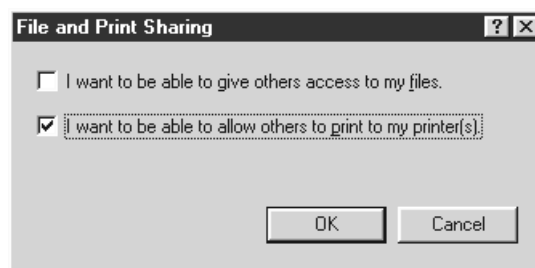 File and Print Sharing
I want to be able to give others access to my files.
I want to be able to allow others to print to my printer(s).
OK Cancel